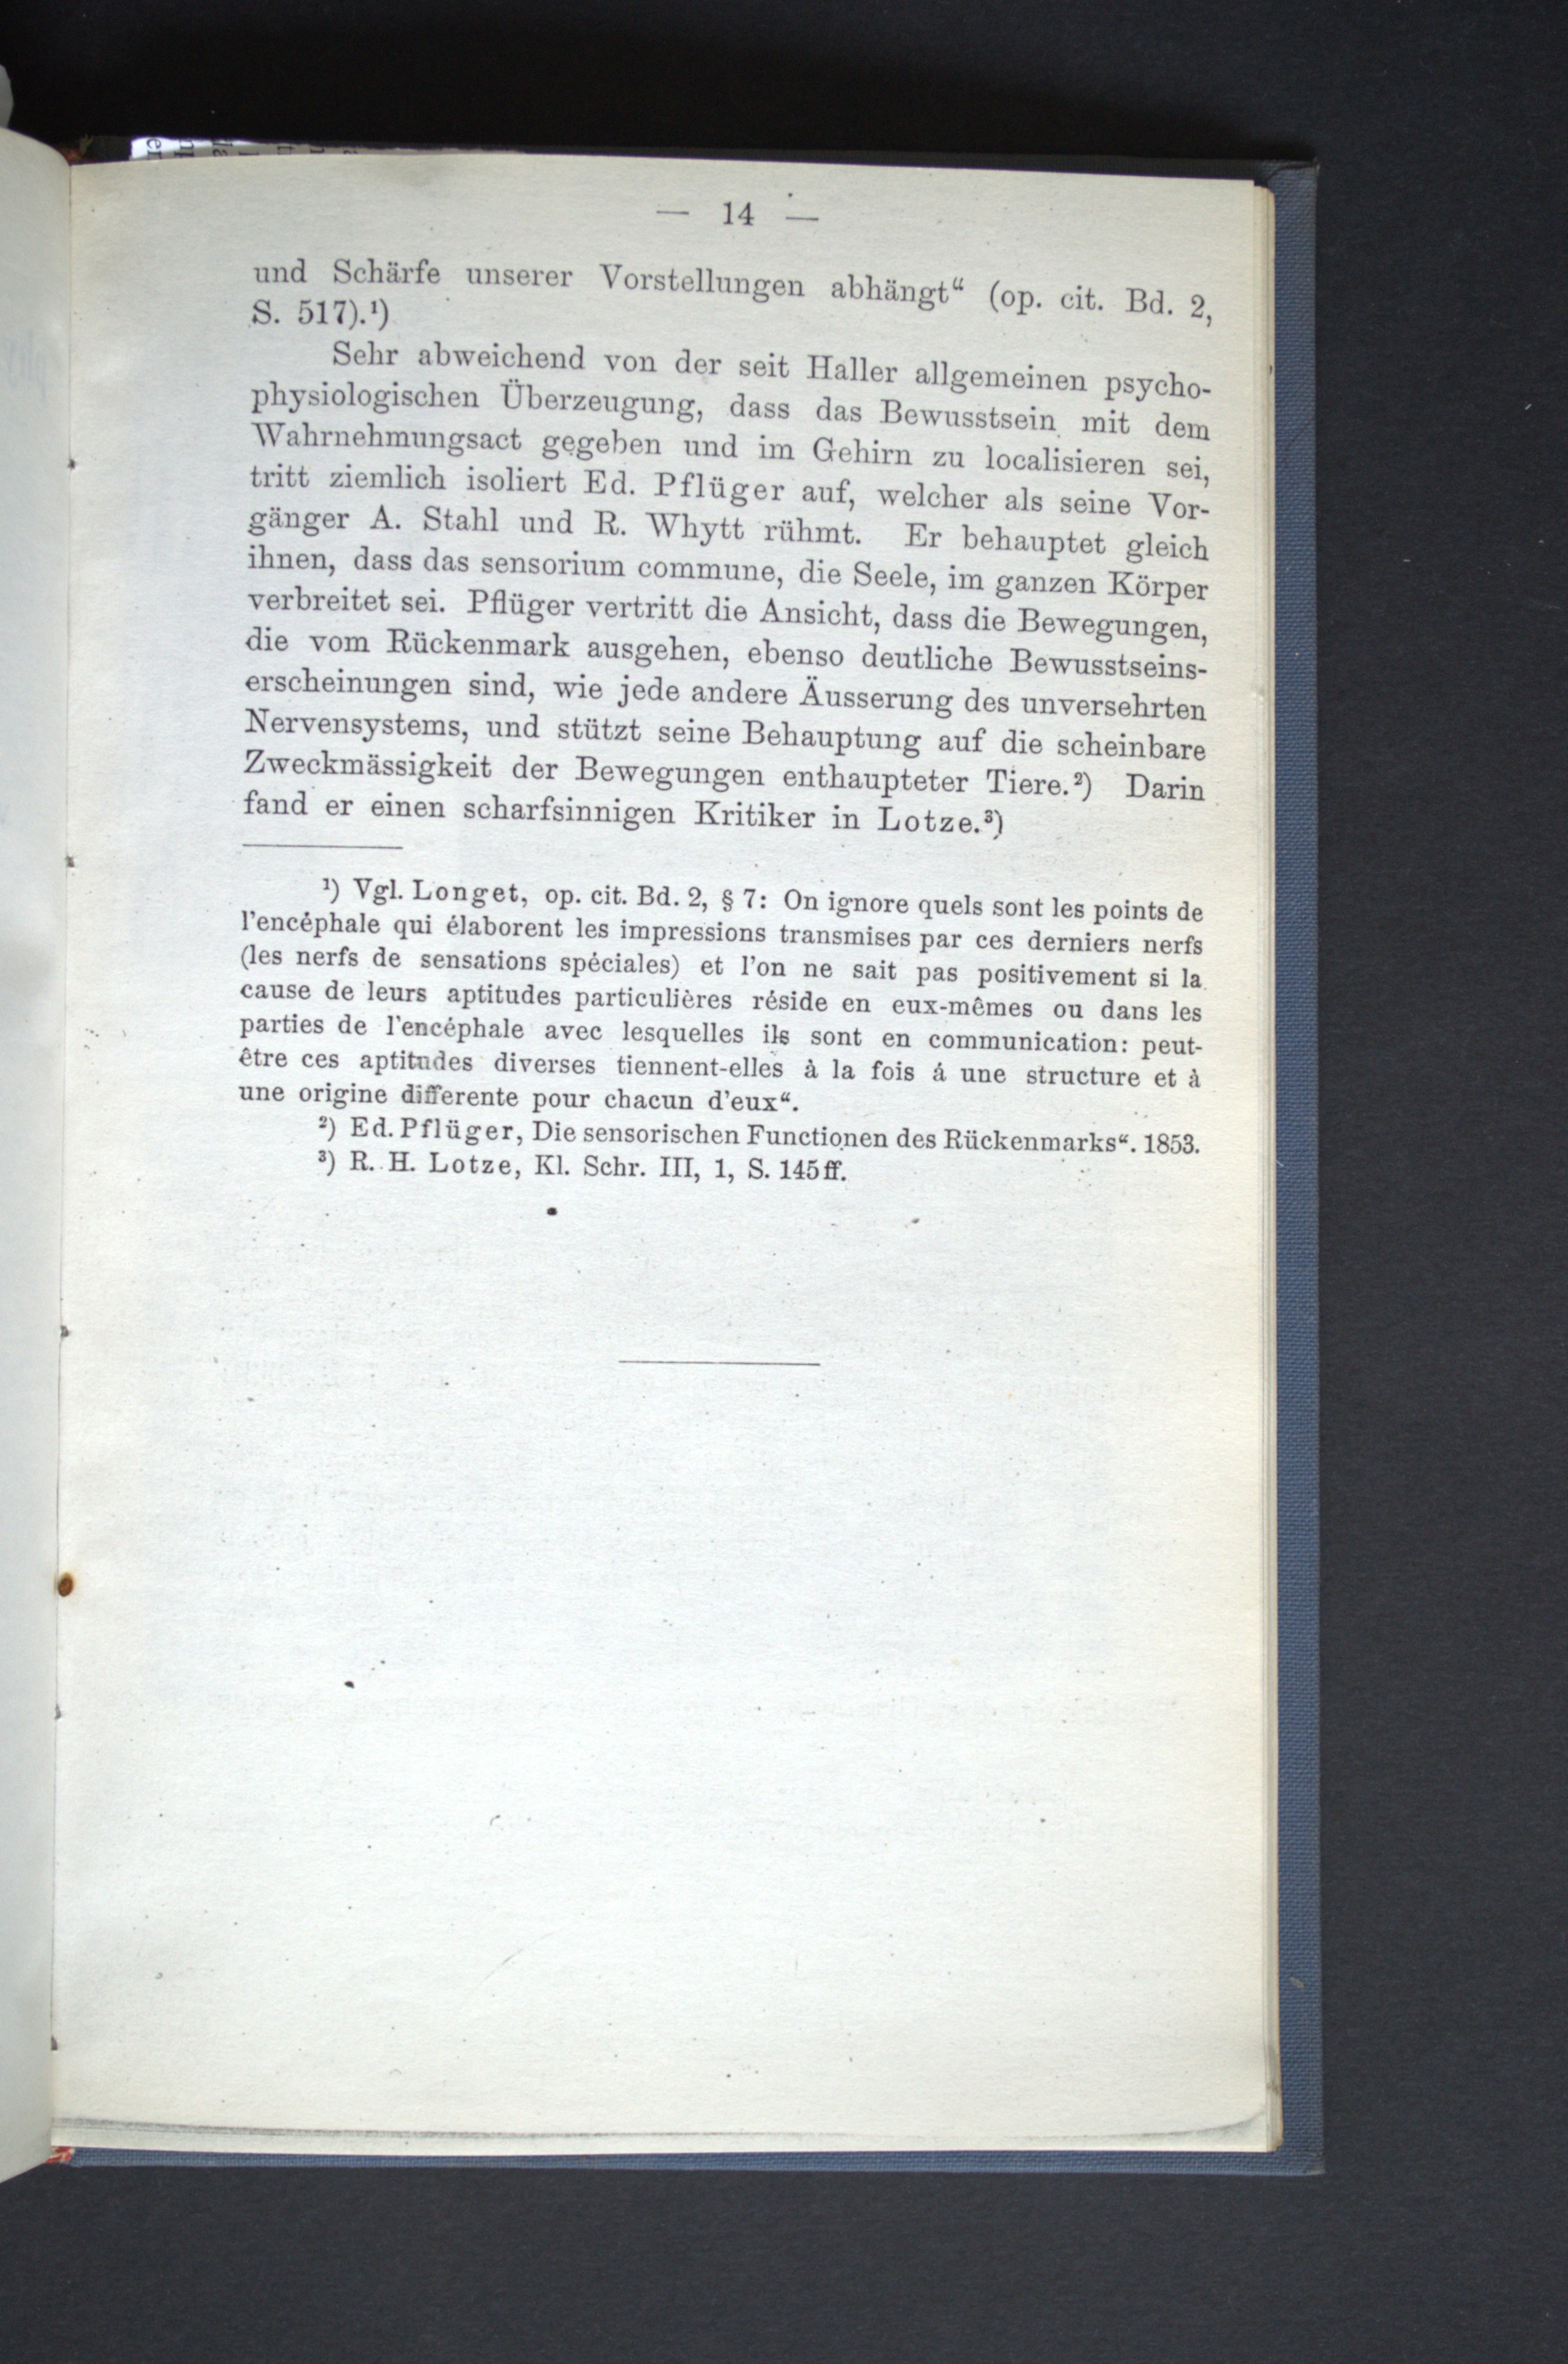 — 14 —
und Schärfe unserer Vorstellungen abhängt“ (op. cit. Bd. 2,
S. 517).¹)
Sehr abweichend von der seit Haller allgemeinen psycho-
physiologischen Überzeugung, dass das Bewusstsein mit dem
Wahrnehmungsact gegeben und im Gehirn zu localisieren sei,
tritt ziemlich isoliert Ed. Pflüger auf, welcher als seine Vor-
gänger A. Stahl und R. Whytt rühmt. Er behauptet gleich
ihnen, dass das sensorium commune, die Seele, im ganzen Körper
verbreitet sei. Pflüger vertritt die Ansicht, dass die Bewegungen,
die vom Rückenmark ausgehen, ebenso deutliche Bewusstseins-
erscheinungen sind, wie jede andere Äusserung des unversehrten
Nervensystems, und stützt seine Behauptung auf die scheinbare
Zweckmässigkeit der Bewegungen enthaupteter Tiere.²) Darin
fand er einen scharfsinnigen Kritiker in Lotze.³)
¹) Vgl. Longet, op. cit. Bd. 2, § 7: On ignore quels sont les points de
l'encéphale qui élaborent les impressions transmises par ces derniers nerfs
(les nerfs de sensations spéciales) et l'on ne sait pas positivement si la
cause de leurs aptitudes particulières réside en eux-mêmes ou dans les
parties de l'encéphale avec lesquelles ils sont en communication: peut-
être ces aptitudes diverses tiennent-elles à la fois á une structure et à
une origine differente pour chacun d'eux“.
²) Ed. Pflüger, Die sensorischen Functionen des Rückenmarks“. 1853.
³) R. H. Lotze, Kl. Schr. III, 1, S. 145 ff.